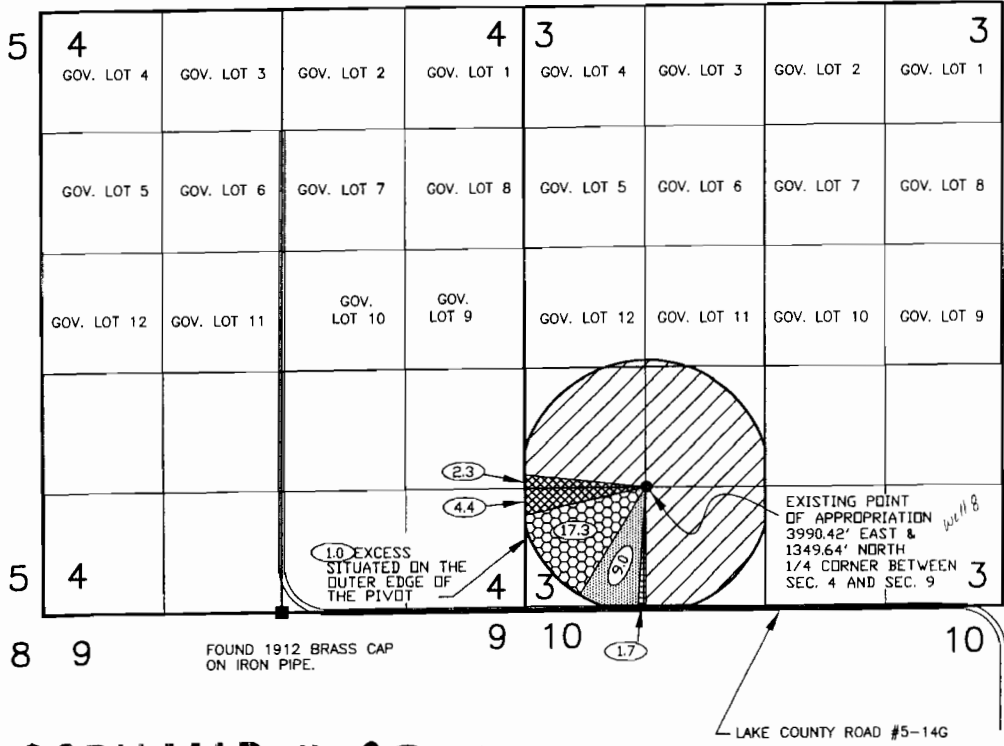 5 4 4 3 3
GOV. LOT 4 GOV. LOT 3 GOV. LOT 2 GOV. LOT 1 GOV. LOT 4 GOV. LOT 3 GOV. LOT 2 GOV. LOT 1
GOV. LOT 5 GOV. LOT 6 GOV. LOT 7 GOV. LOT 8 GOV. LOT 5 GOV. LOT 6 GOV. LOT 7 GOV. LOT 8
GOV. LOT 12 GOV. LOT 11 GOV. LOT 10 GOV. LOT 9 GOV. LOT 12 GOV. LOT 11 GOV. LOT 10 GOV. LOT 9
2.3
4.4
17.3
9.0
1.0 EXCESS
SITUATED ON THE
OUTER EDGE OF
THE PIVOT
EXISTING POINT
OF APPROPRIATION
3990.42' EAST &
1349.64' NORTH
1/4 CORNER BETWEEN
SEC. 4 AND SEC. 9
well 8
5 4 4 3 3
8 9 9 10 10
1.7
FOUND 1912 BRASS CAP
ON IRON PIPE.
LAKE COUNTY ROAD #5-14G